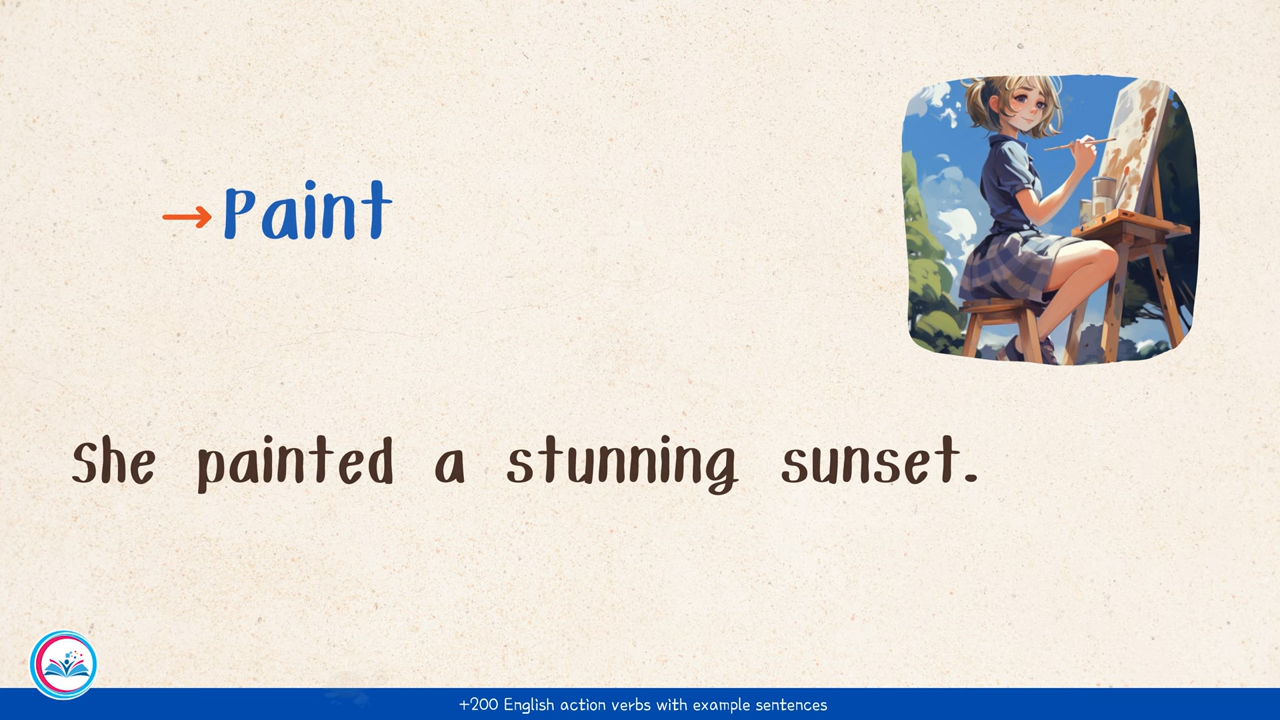 →Paint
She painted a stunning sunset.
+200 English action verbs with example sentences